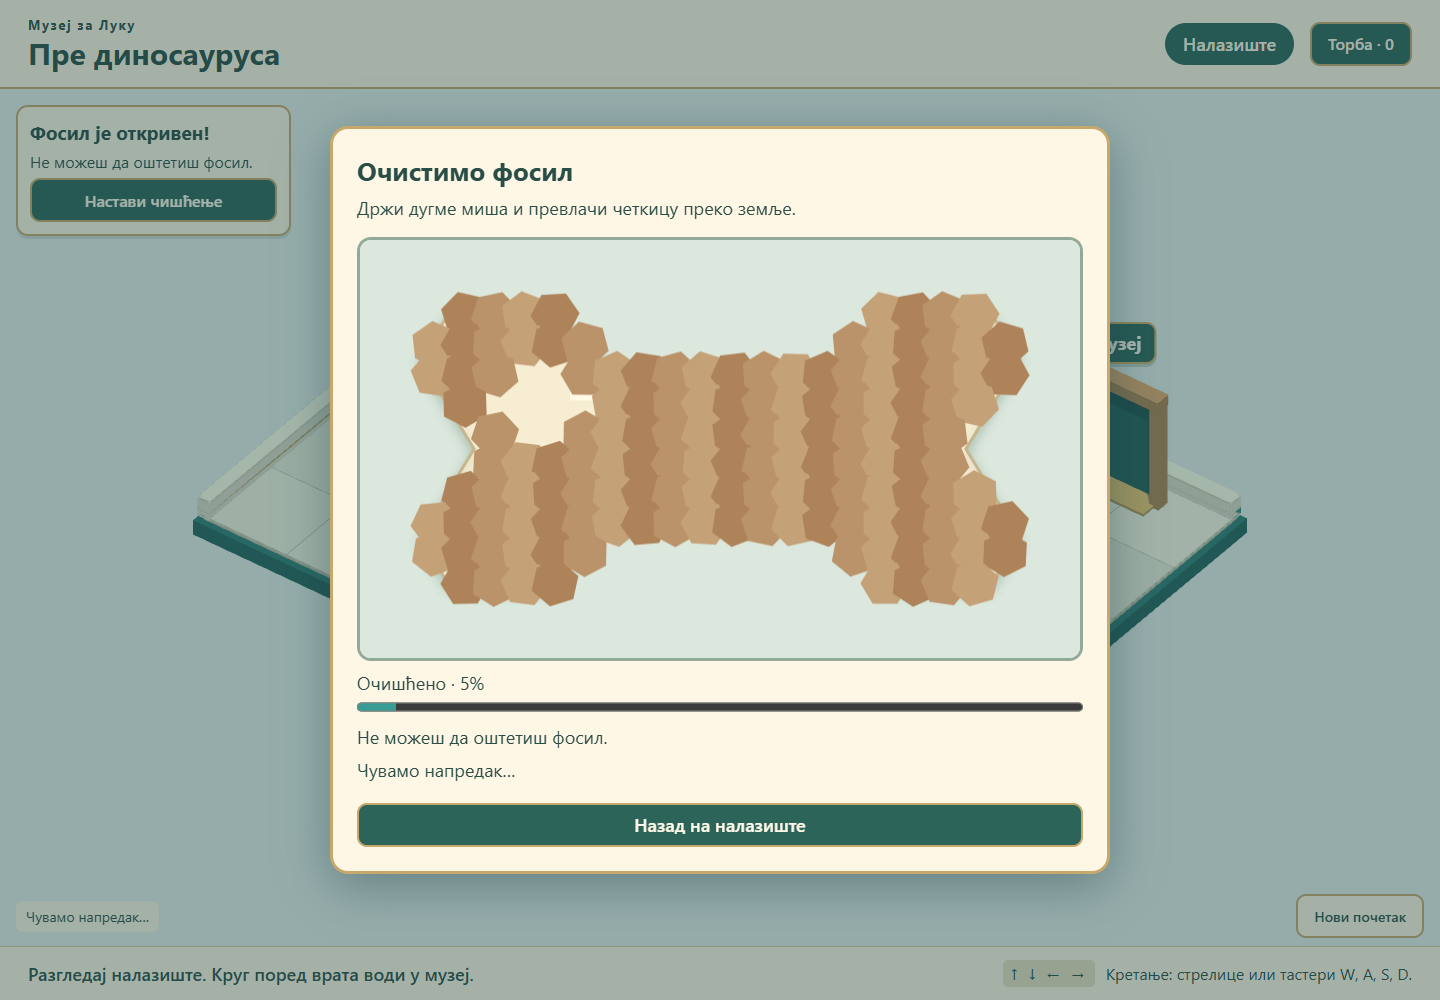 Музеј за Луку
Пре диносауруса
Налазиште
Торба · 0
Фосил је откривен!
Не можеш да оштетиш фосил.
Настави чишћење
Очистимо фосил
Држи дугме миша и превлачи четкицу преко земље.
Очишћено · 5%
Не можеш да оштетиш фосил.
Чувамо напредак...
Назад на налазиште
Чувамо напредак...
Нови почетак
Разгледај налазиште. Круг поред врата води у музеј.
↑ ↓ ← → Кретање: стрелице или тастери W, A, S, D.